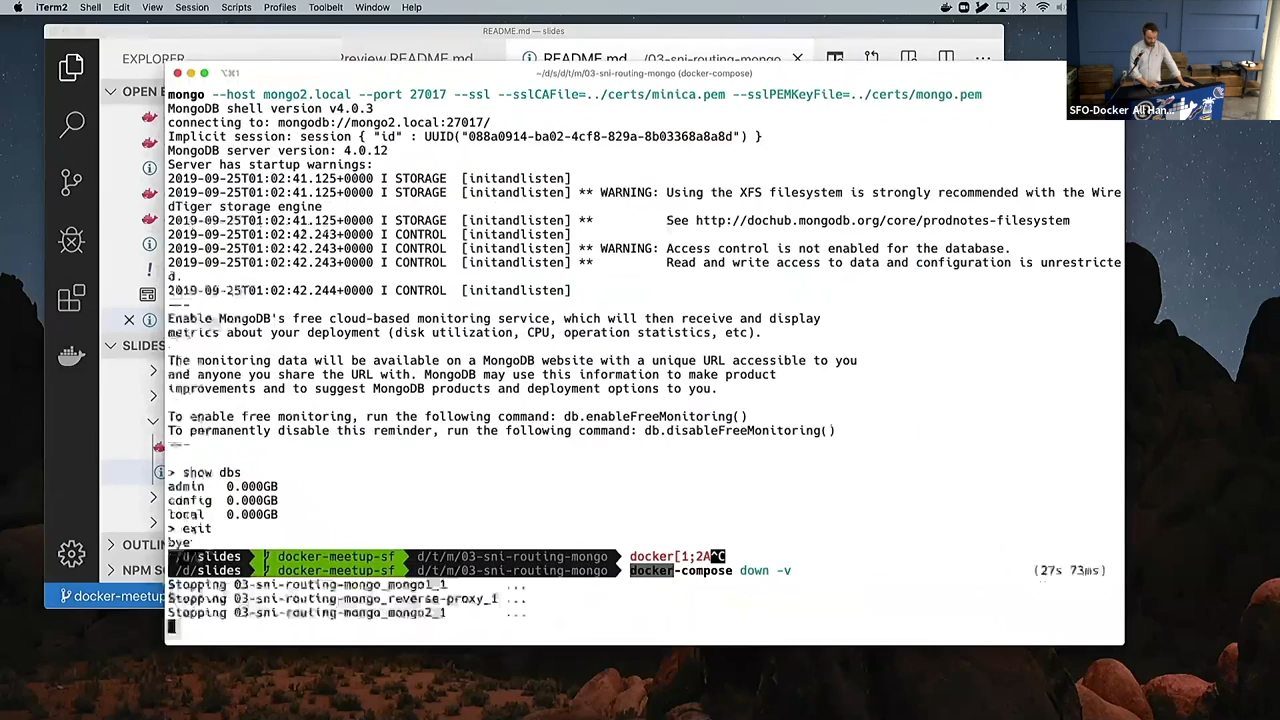 iTerm2 Shell Edit View Session Scripts Profiles Toolbelt Window Help
README.md — slides
EXPLORER
Preview README.md
README.md ../03-sni-routing-mongo
OPEN E
SLIDES
OUTLIN
NPM S
docker-meetup
⌥⌘1
~/d/s/d/t/m/03-sni-routing-mongo (docker-compose)
mongo --host mongo2.local --port 27017 --ssl --sslCAFile=../certs/minica.pem --sslPEMKeyFile=../certs/mongo.pem
MongoDB shell version v4.0.3
connecting to: mongodb://mongo2.local:27017/
Implicit session: session { "id" : UUID("088a0914-ba02-4cf8-829a-8b03368a8a8d") }
MongoDB server version: 4.0.12
Server has startup warnings:
2019-09-25T01:02:41.125+0000 I STORAGE [initandlisten]
2019-09-25T01:02:41.125+0000 I STORAGE [initandlisten] ** WARNING: Using the XFS filesystem is strongly recommended with the Wire
dTiger storage engine
2019-09-25T01:02:41.125+0000 I STORAGE [initandlisten] ** See http://dochub.mongodb.org/core/prodnotes-filesystem
2019-09-25T01:02:42.243+0000 I CONTROL [initandlisten]
2019-09-25T01:02:42.243+0000 I CONTROL [initandlisten] ** WARNING: Access control is not enabled for the database.
2019-09-25T01:02:42.243+0000 I CONTROL [initandlisten] ** Read and write access to data and configuration is unrestricte
d.
2019-09-25T01:02:42.244+0000 I CONTROL [initandlisten]
---
Enable MongoDB's free cloud-based monitoring service, which will then receive and display
metrics about your deployment (disk utilization, CPU, operation statistics, etc).
The monitoring data will be available on a MongoDB website with a unique URL accessible to you
and anyone you share the URL with. MongoDB may use this information to make product
improvements and to suggest MongoDB products and deployment options to you.
To enable free monitoring, run the following command: db.enableFreeMonitoring()
To permanently disable this reminder, run the following command: db.disableFreeMonitoring()
---
> show dbs
admin 0.000GB
config 0.000GB
local 0.000GB
> exit
bye
~/d/slides docker-meetup-sf d/t/m/03-sni-routing-mongo docker[1;2A^C
~/d/slides docker-meetup-sf d/t/m/03-sni-routing-mongo docker-compose down -v (27s 73ms)
Stopping 03-sni-routing-mongo_mongo1_1 ...
Stopping 03-sni-routing-mongo_reverse-proxy_1 ...
Stopping 03-sni-routing-mongo_mongo2_1 ...
SFO-Docker All Han...